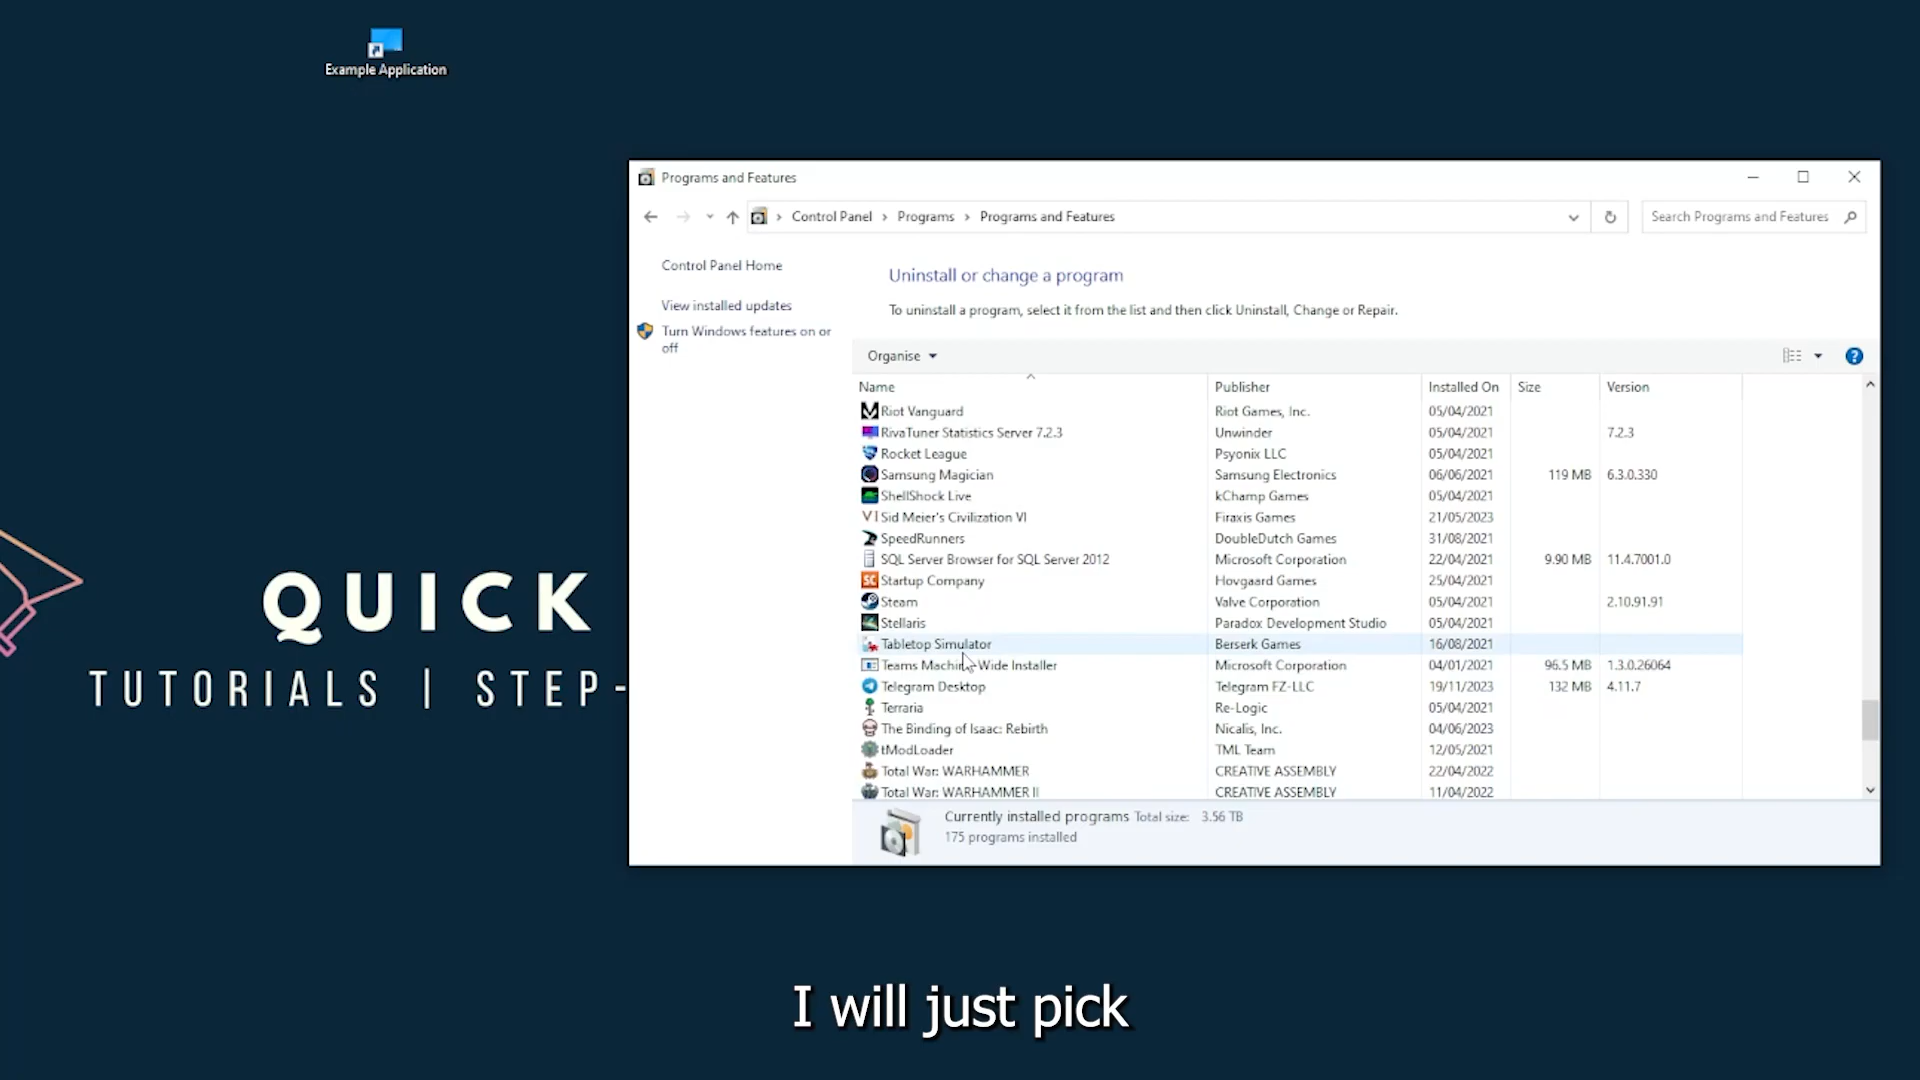 Example Application
Programs and Features
Control Panel > Programs > Programs and Features
Search Programs and Features
Control Panel Home
View installed updates
Turn Windows features on or
off
Uninstall or change a program
To uninstall a program, select it from the list and then click Uninstall, Change or Repair.
Organise
Name Publisher Installed On Size Version
Riot Vanguard Riot Games, Inc. 05/04/2021
RivaTuner Statistics Server 7.2.3 Unwinder 05/04/2021 7.2.3
Rocket League Psyonix LLC 05/04/2021
Samsung Magician Samsung Electronics 06/06/2021 119 MB 6.3.0.330
ShellShock Live kChamp Games 05/04/2021
VI Sid Meier's Civilization VI Firaxis Games 21/05/2023
SpeedRunners DoubleDutch Games 31/08/2021
SQL Server Browser for SQL Server 2012 Microsoft Corporation 22/04/2021 9.90 MB 11.4.7001.0
SC Startup Company Hovgaard Games 25/04/2021
Steam Valve Corporation 05/04/2021 2.10.91.91
Stellaris Paradox Development Studio 05/04/2021
Tabletop Simulator Berserk Games 16/08/2021
Teams Machine-Wide Installer Microsoft Corporation 04/01/2021 96.5 MB 1.3.0.26064
Telegram Desktop Telegram FZ-LLC 19/11/2023 132 MB 4.11.7
Terraria Re-Logic 05/04/2021
The Binding of Isaac: Rebirth Nicalis, Inc. 04/06/2023
tModLoader TML Team 12/05/2021
Total War: WARHAMMER CREATIVE ASSEMBLY 22/04/2022
Total War: WARHAMMER II CREATIVE ASSEMBLY 11/04/2022
Currently installed programs Total size: 3.56 TB
175 programs installed
QUICK
TUTORIALS | STEP-
I will just pick